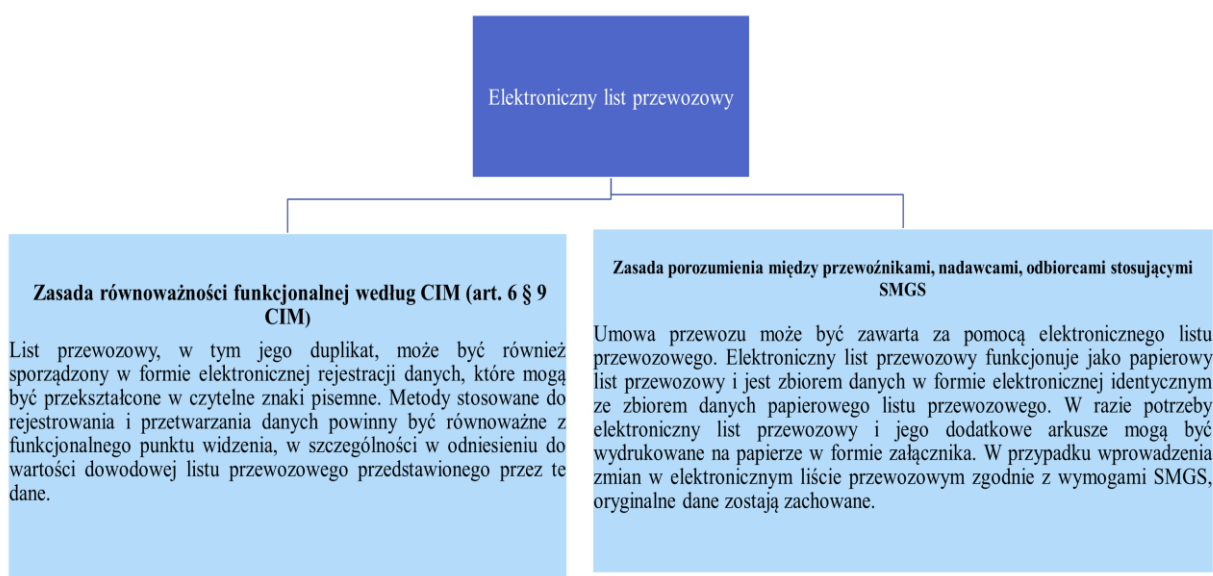 Elektroniczny list przewozowy
Zasada równoważności funkcjonalnej według CIM (art. 6 § 9
CIM)
List przewozowy, w tym jego duplikat, może być również
sporządzony w formie elektronicznej rejestracji danych, które mogą
być przekształcone w czytelne znaki pisemne. Metody stosowane do
rejestrowania i przetwarzania danych powinny być równoważne z
funkcjonalnego punktu widzenia, w szczególności w odniesieniu do
wartości dowodowej listu przewozowego przedstawionego przez te
dane.
Zasada porozumienia między przewoźnikami, nadawcami, odbiorcami stosującymi
SMGS
Umowa przewozu może być zawarta za pomocą elektronicznego listu
przewozowego. Elektroniczny list przewozowy funkcjonuje jako papierowy
list przewozowy i jest zbiorem danych w formie elektronicznej identycznym
ze zbiorem danych papierowego listu przewozowego. W razie potrzeby
elektroniczny list przewozowy i jego dodatkowe arkusze mogą być
wydrukowane na papierze w formie załącznika. W przypadku wprowadzenia
zmian w elektronicznym liście przewozowym zgodnie z wymogami SMGS,
oryginalne dane zostają zachowane.